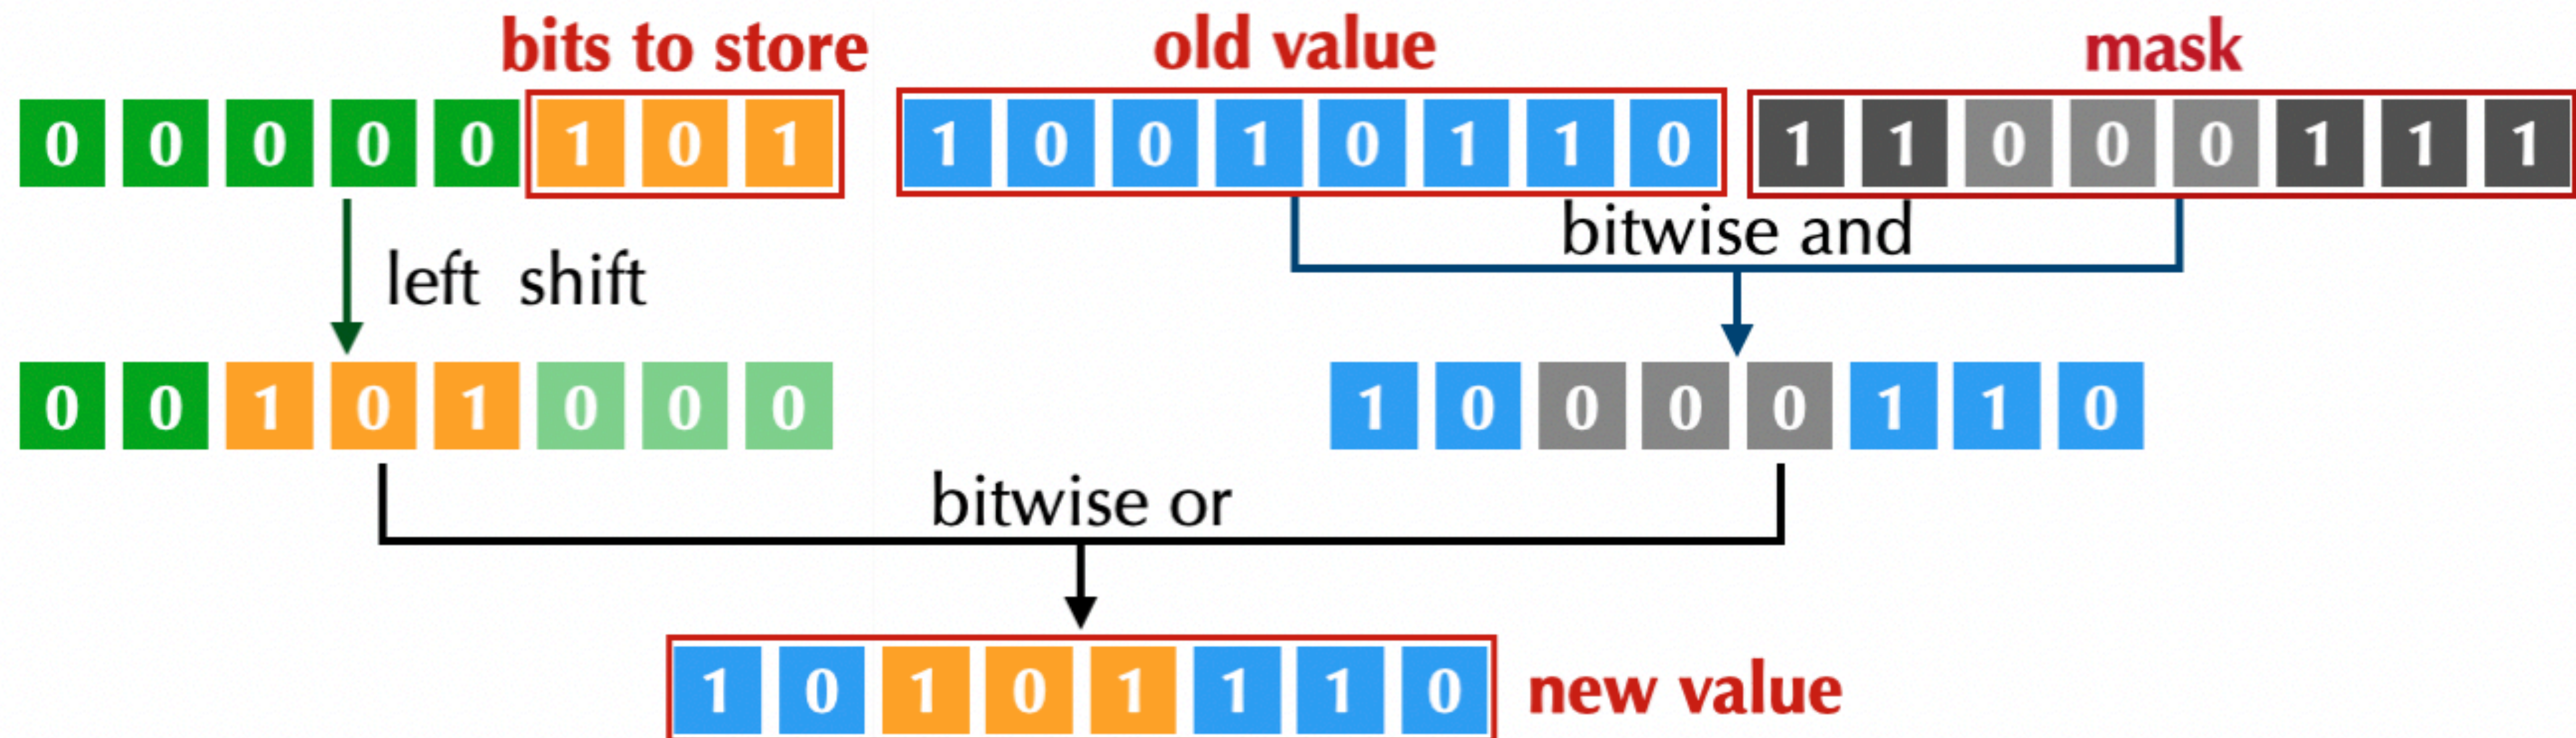 bits to store old value mask
0 0 0 0 0 1 0 1 1 0 0 1 0 1 1 0 1 1 0 0 0 1 1 1
bitwise and
left shift
0 0 1 0 1 0 0 0 1 0 0 0 0 1 1 0
bitwise or
1 0 1 0 1 1 1 0 new value